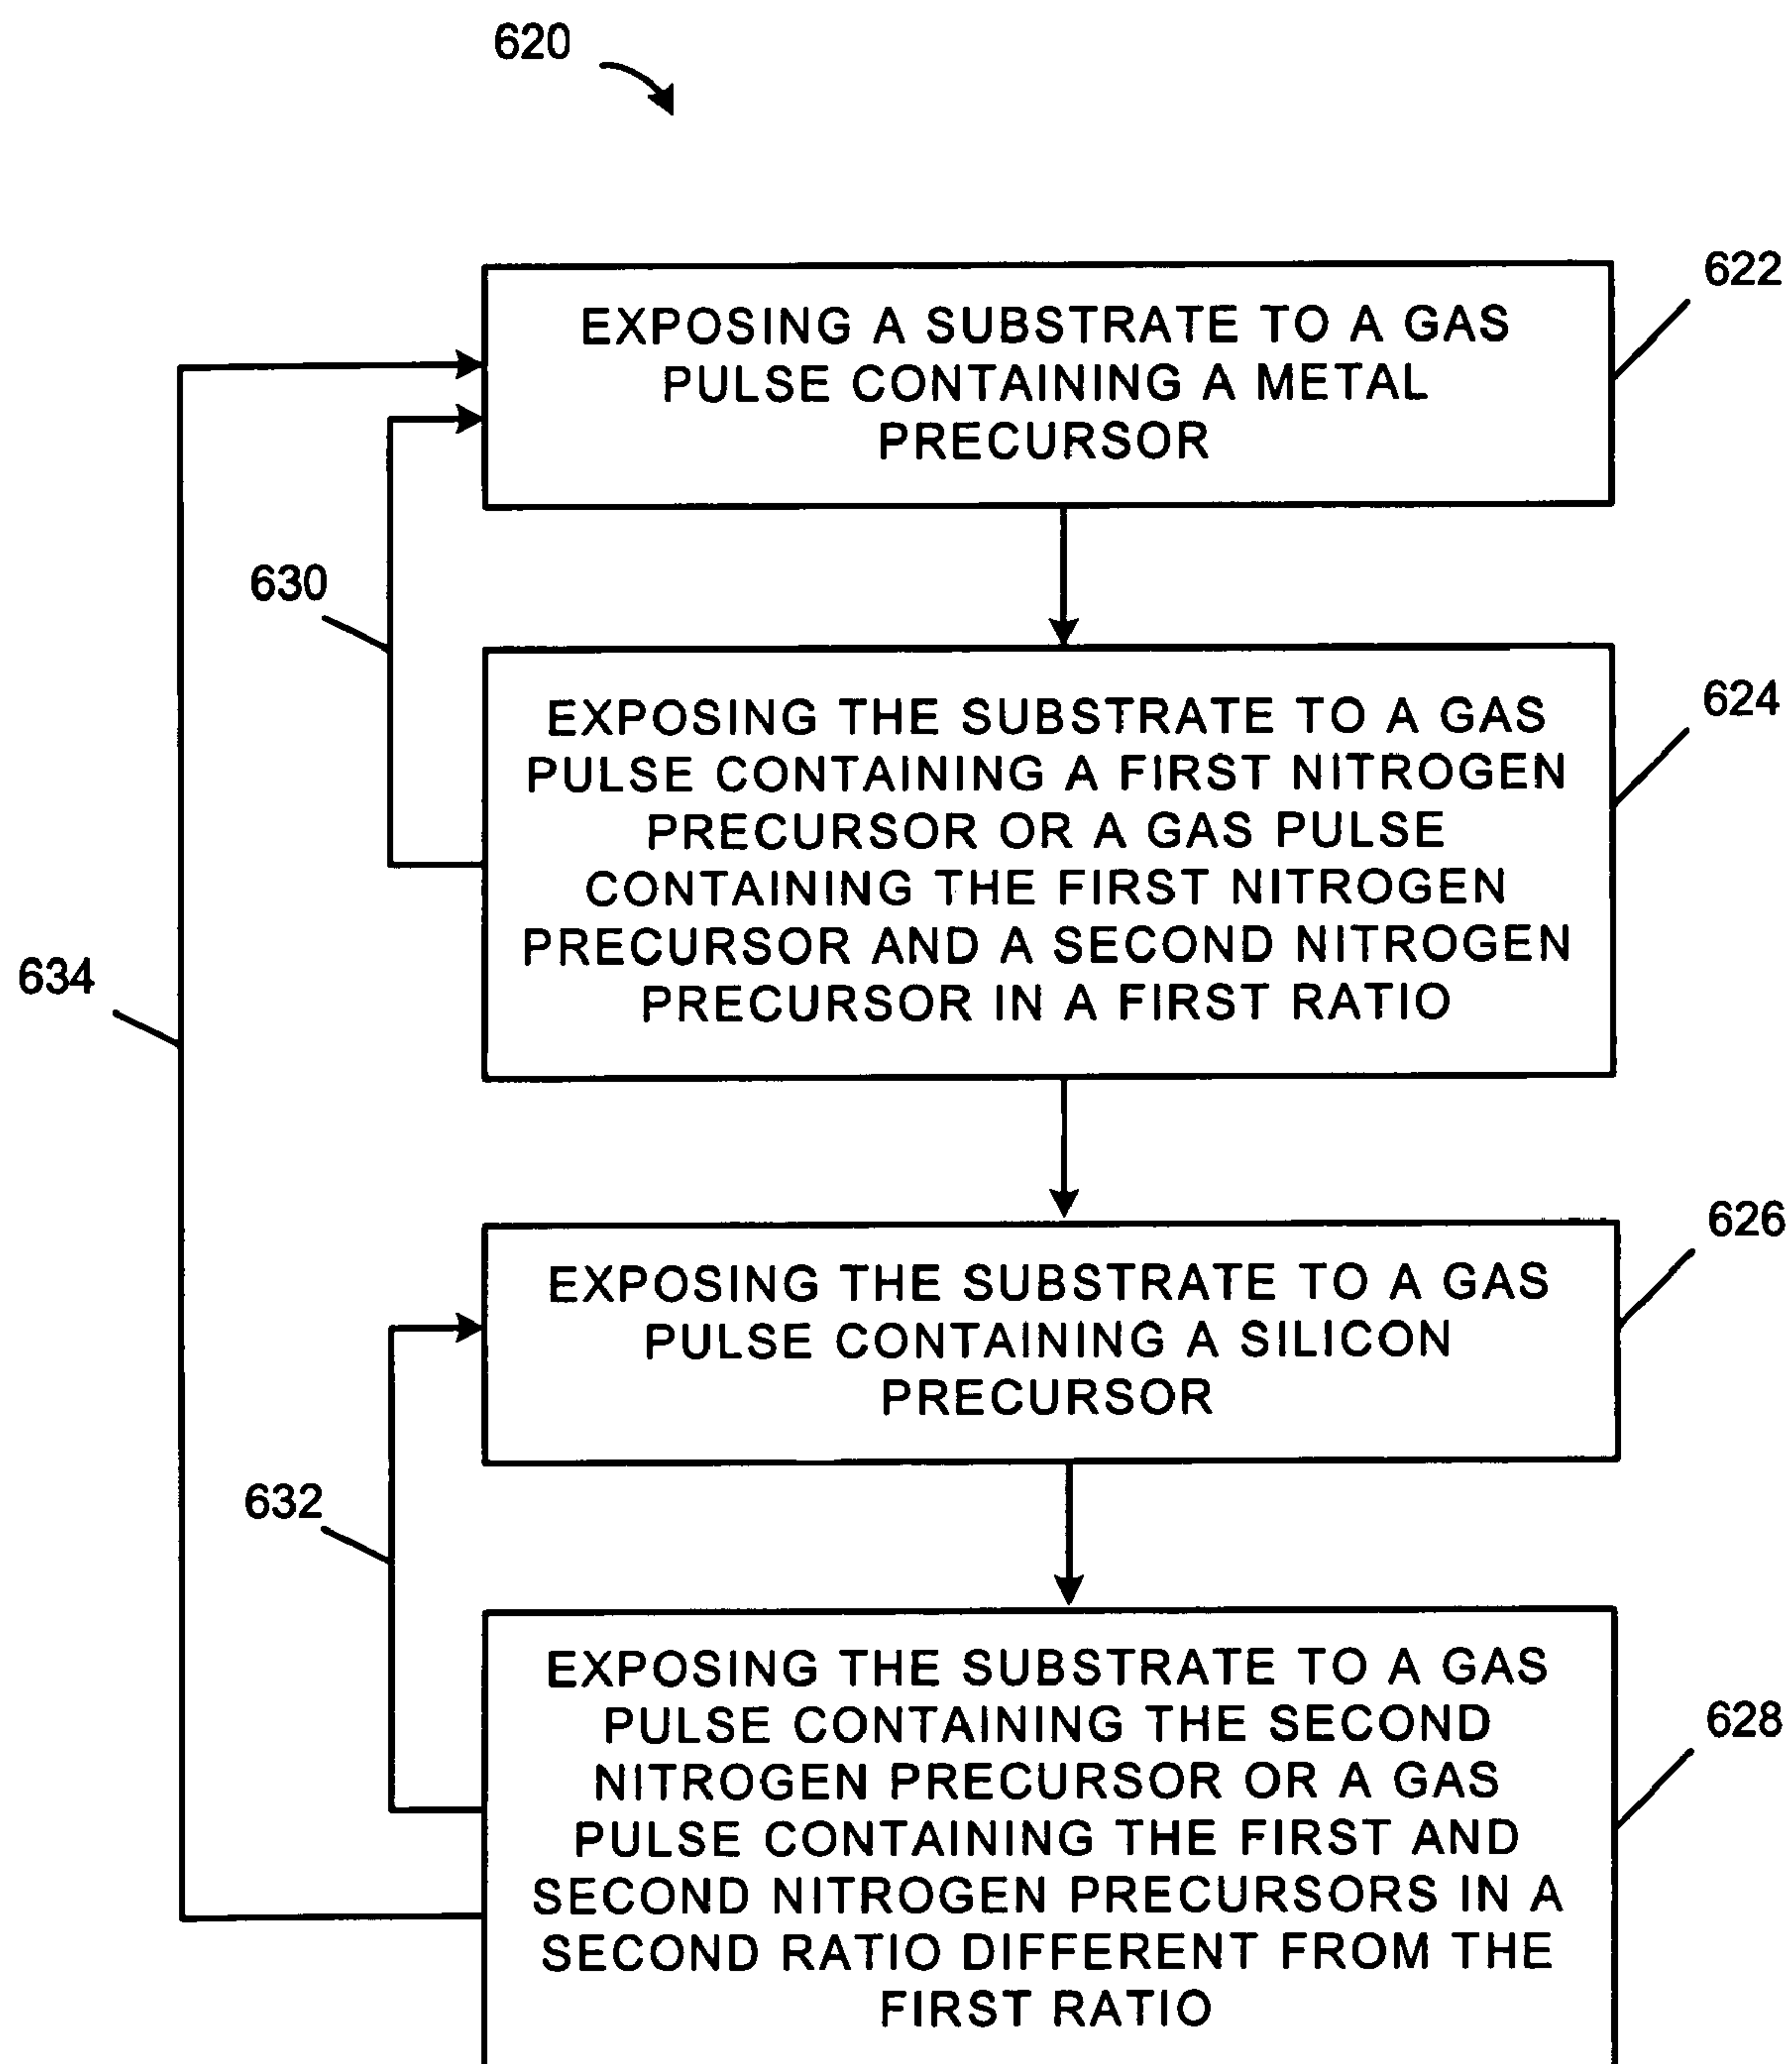 620
622
EXPOSING A SUBSTRATE TO A GAS
PULSE CONTAINING A METAL
PRECURSOR
630
624
EXPOSING THE SUBSTRATE TO A GAS
PULSE CONTAINING A FIRST NITROGEN
PRECURSOR OR A GAS PULSE
CONTAINING THE FIRST NITROGEN
PRECURSOR AND A SECOND NITROGEN
PRECURSOR IN A FIRST RATIO
634
626
EXPOSING THE SUBSTRATE TO A GAS
PULSE CONTAINING A SILICON
PRECURSOR
632
628
EXPOSING THE SUBSTRATE TO A GAS
PULSE CONTAINING THE SECOND
NITROGEN PRECURSOR OR A GAS
PULSE CONTAINING THE FIRST AND
SECOND NITROGEN PRECURSORS IN A
SECOND RATIO DIFFERENT FROM THE
FIRST RATIO